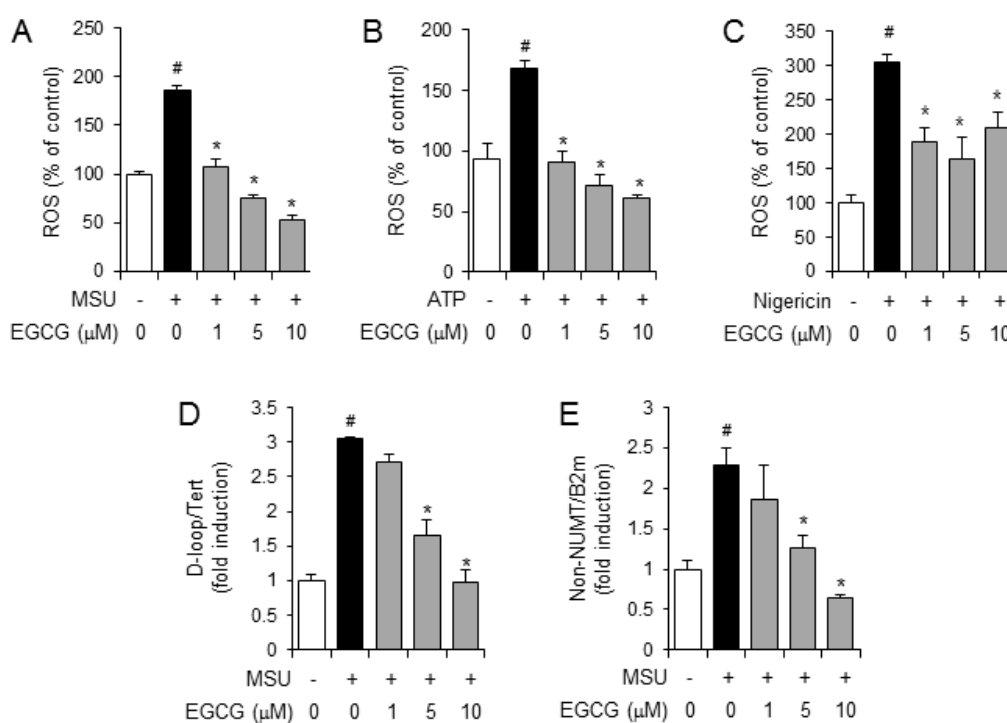 A
ROS (% of control)
250
200
150
100
50
0
#
*
*
*
MSU - + + + +
EGCG (μM) 0 0 1 5 10
B
ROS (% of control)
200
150
100
50
0
#
*
*
*
ATP - + + + +
EGCG (μM) 0 0 1 5 10
C
ROS (% of control)
350
300
250
200
150
100
50
0
#
*
*
*
Nigericin - + + + +
EGCG (μM) 0 0 1 5 10
D
D-loop/Tert
(fold induction)
3.5
3
2.5
2
1.5
1
0.5
0
#
*
*
MSU - + + + +
EGCG (μM) 0 0 1 5 10
E
Non-NUMT/B2m
(fold induction)
3
2.5
2
1.5
1
0.5
0
#
*
*
MSU - + + + +
EGCG (μM) 0 0 1 5 10